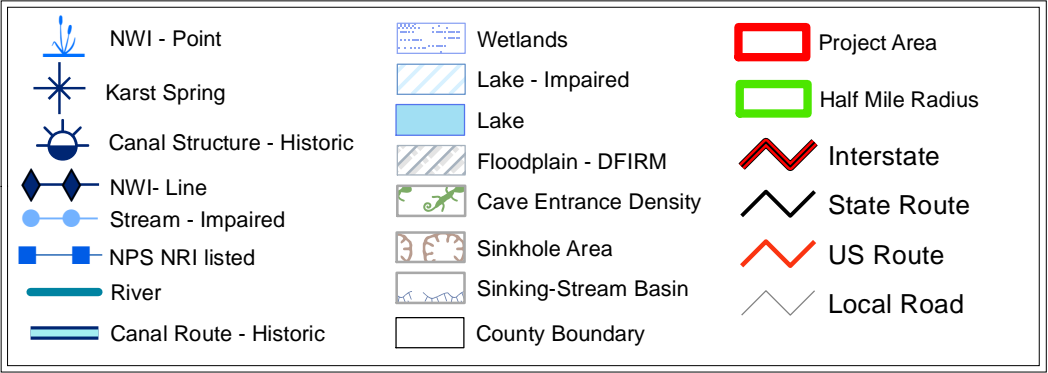 NWI - Point
Karst Spring
Canal Structure - Historic
NWI- Line
Stream - Impaired
NPS NRI listed
River
Canal Route - Historic
Wetlands
Lake - Impaired
Lake
Floodplain - DFIRM
Cave Entrance Density
Sinkhole Area
Sinking-Stream Basin
County Boundary
Project Area
Half Mile Radius
Interstate
State Route
US Route
Local Road